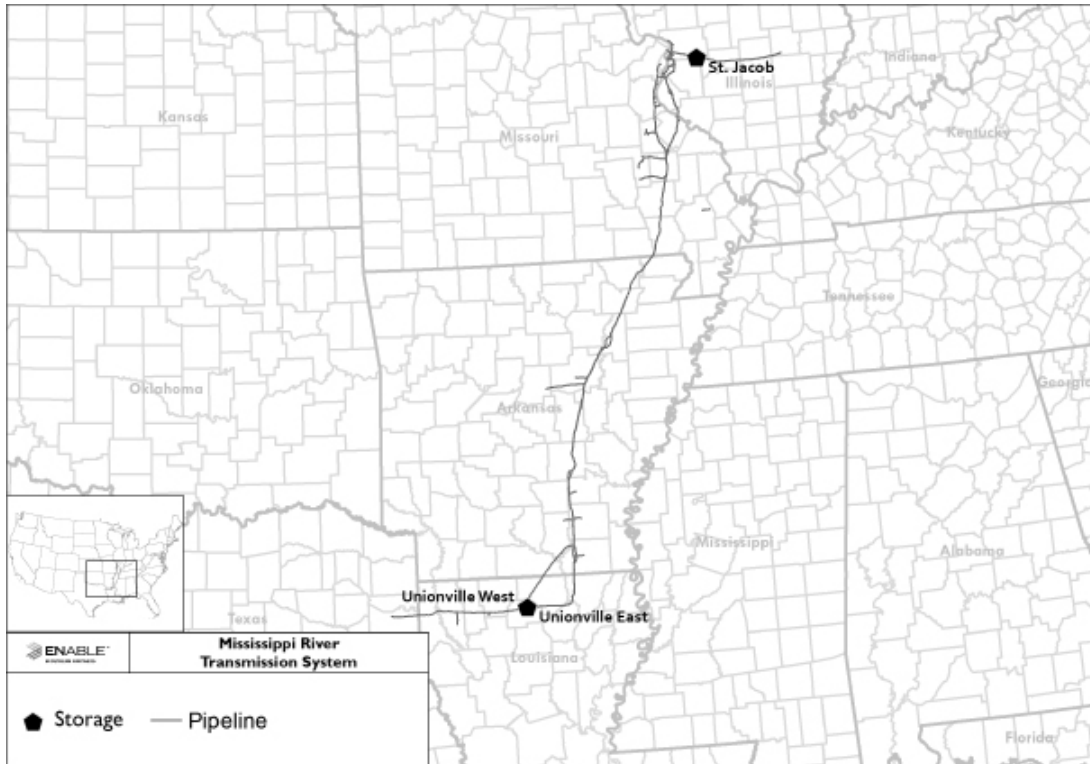 St. Jacob
Indiana
Illinois
Kansas
Missouri
Kentucky
Tennessee
Oklahoma
Arkansas
Georgia
Mississippi
Alabama
Unionville West
Unionville East
Texas
Louisiana
Florida
ENABLE
Mississippi River
Transmission System
Storage
Pipeline